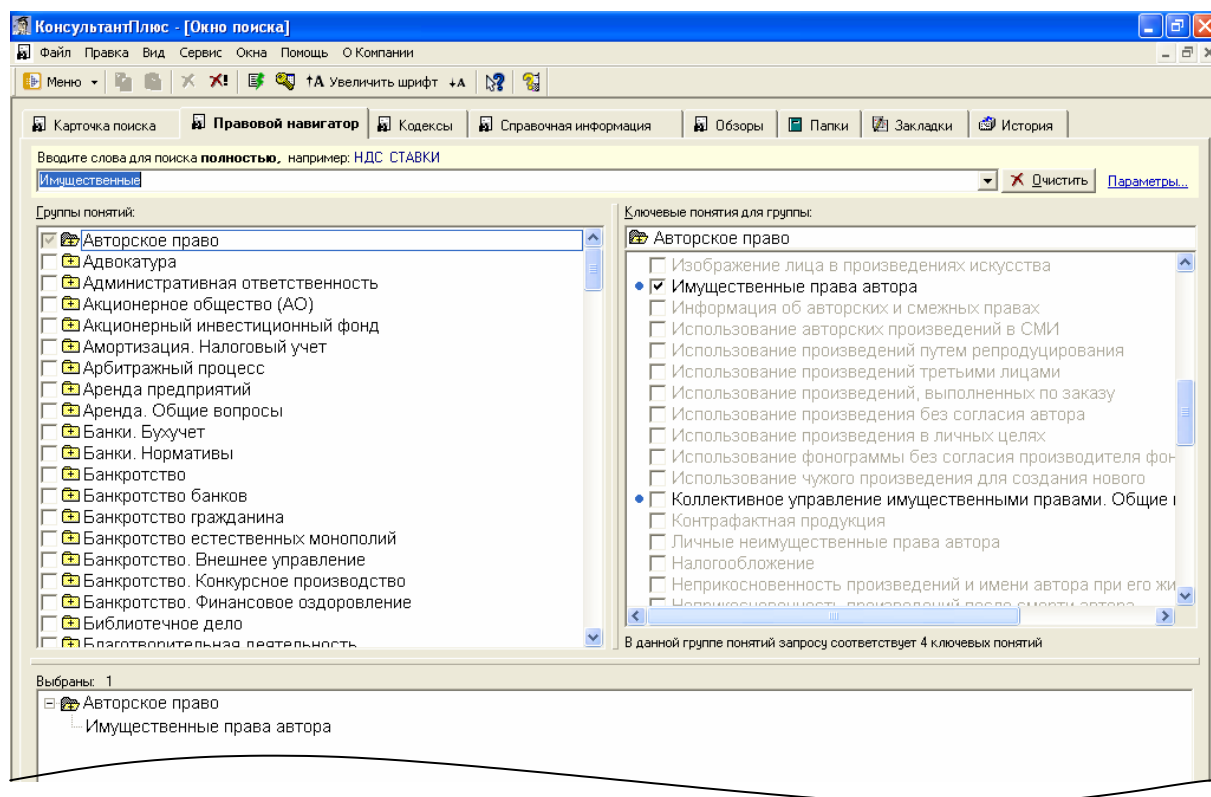 КонсультантПлюс - [Окно поиска]
Файл Правка Вид Сервис Окна Помощь О Компании
Меню Увеличить шрифт
Карточка поиска Правовой навигатор Кодексы Справочная информация Обзоры Папки Закладки История
Вводите слова для поиска полностью, например: НДС СТАВКИ
Имущественные Очистить Параметры...
Группы понятий:
Авторское право
Адвокатура
Административная ответственность
Акционерное общество (АО)
Акционерный инвестиционный фонд
Амортизация. Налоговый учет
Арбитражный процесс
Аренда предприятий
Аренда. Общие вопросы
Банки. Бухучет
Банки. Нормативы
Банкротство
Банкротство банков
Банкротство гражданина
Банкротство естественных монополий
Банкротство. Внешнее управление
Банкротство. Конкурсное производство
Банкротство. Финансовое оздоровление
Библиотечное дело
Благотворительная деятельность
Ключевые понятия для группы:
Авторское право
Изображение лица в произведениях искусства
Имущественные права автора
Информация об авторских и смежных правах
Использование авторских произведений в СМИ
Использование произведений путем репродуцирования
Использование произведений третьими лицами
Использование произведений, выполненных по заказу
Использование произведения без согласия автора
Использование произведения в личных целях
Использование фонограммы без согласия производителя фон
Использование чужого произведения для создания нового
Коллективное управление имущественными правами. Общие
Контрафактная продукция
Личные неимущественные права автора
Налогообложение
Неприкосновенность произведений и имени автора при его жи
Неприкосновенность произведений после смерти автора
В данной группе понятий запросу соответствует 4 ключевых понятий
Выбраны: 1
Авторское право
Имущественные права автора